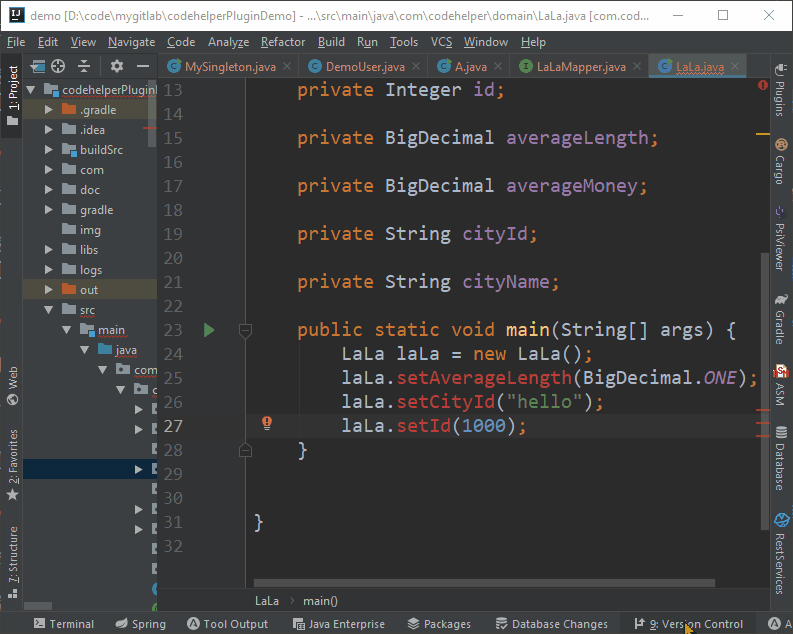 demo [D:\code\mygitlab\codehelperPluginDemo] - ...\src\main\java\com\codehelper\domain\LaLa.java [com.cod...
File Edit View Navigate Code Analyze Refactor Build Run Tools VCS Window Help
MySingleton.java DemoUser.java A.java LaLaMapper.java LaLa.java
1: Project
Web
2: Favorites
7: Structure
codehelperPluginD
.gradle
.idea
buildSrc
com
doc
gradle
img
libs
logs
out
src
main
java
com
13 private Integer id;
14
15 private BigDecimal averageLength;
16
17 private BigDecimal averageMoney;
18
19 private String cityId;
20
21 private String cityName;
22
23 public static void main(String[] args) {
24 LaLa laLa = new LaLa();
25 laLa.setAverageLength(BigDecimal.ONE);
26 laLa.setCityId("hello");
27 laLa.setId(1000);
28 }
29
30
31 }
32
Plugins
Cargo
PsiViewer
Gradle
ASM
Database
RestServices
LaLa main()
Terminal Spring Tool Output Java Enterprise Packages Database Changes 9: Version Control A